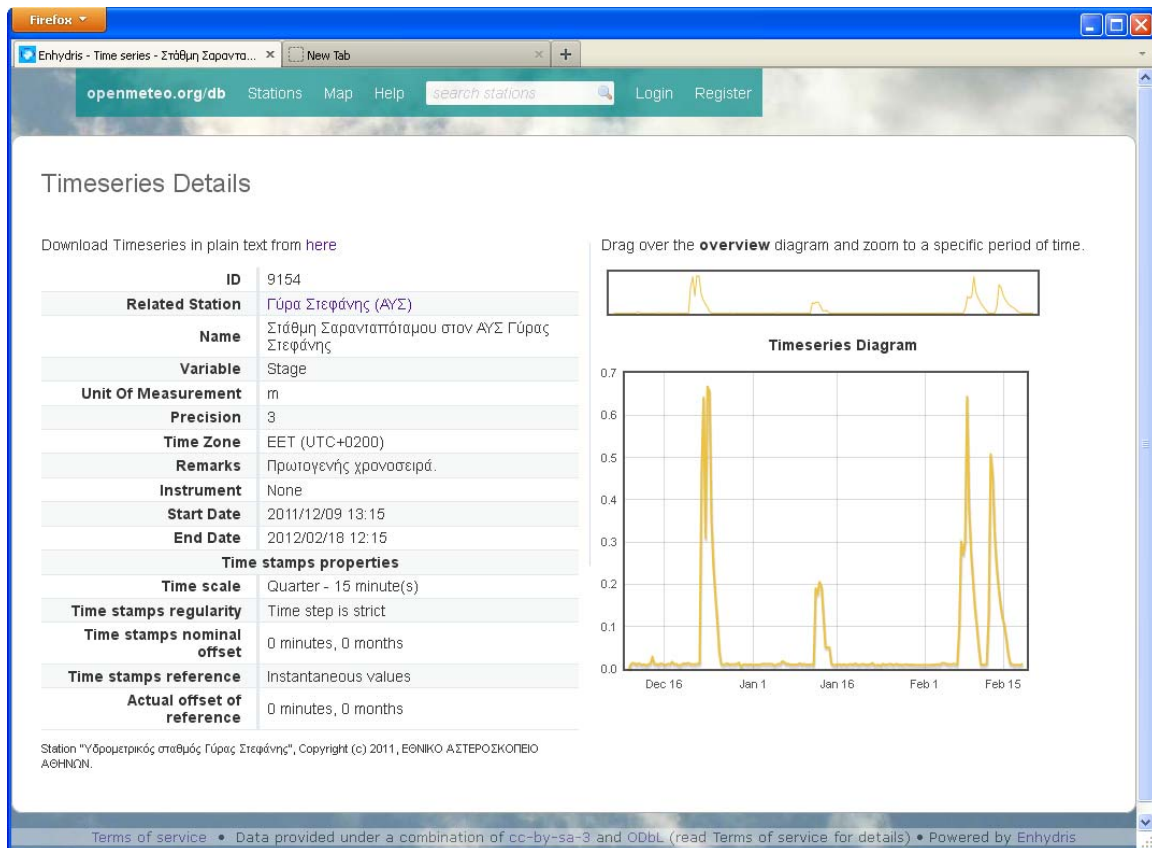 Firefox
Enhydris - Time series - Στάθμη Σαραντα...
New Tab
openmeteo.org/db Stations Map Help search stations Login Register
Timeseries Details
Download Timeseries in plain text from here
ID 9154
Related Station Γύρα Στεφάνης (ΑΥΣ)
Name Στάθμη Σαρανταπόταμου στον ΑΥΣ Γύρας
Στεφάνης
Variable Stage
Unit Of Measurement m
Precision 3
Time Zone EET (UTC+0200)
Remarks Πρωτογενής χρονοσειρά.
Instrument None
Start Date 2011/12/09 13:15
End Date 2012/02/18 12:15
Time stamps properties
Time scale Quarter - 15 minute(s)
Time stamps regularity Time step is strict
Time stamps nominal
offset 0 minutes, 0 months
Time stamps reference Instantaneous values
Actual offset of
reference 0 minutes, 0 months
Station "Υδρομετρικός σταθμός Γύρας Στεφάνης", Copyright (c) 2011, ΕΘΝΙΚΟ ΑΣΤΕΡΟΣΚΟΠΕΙΟ
ΑΘΗΝΩΝ.
Drag over the overview diagram and zoom to a specific period of time.
Timeseries Diagram
0.7
0.6
0.5
0.4
0.3
0.2
0.1
0.0
Dec 16 Jan 1 Jan 16 Feb 1 Feb 15
Terms of service • Data provided under a combination of cc-by-sa-3 and ODbL (read Terms of service for details) • Powered by Enhydris